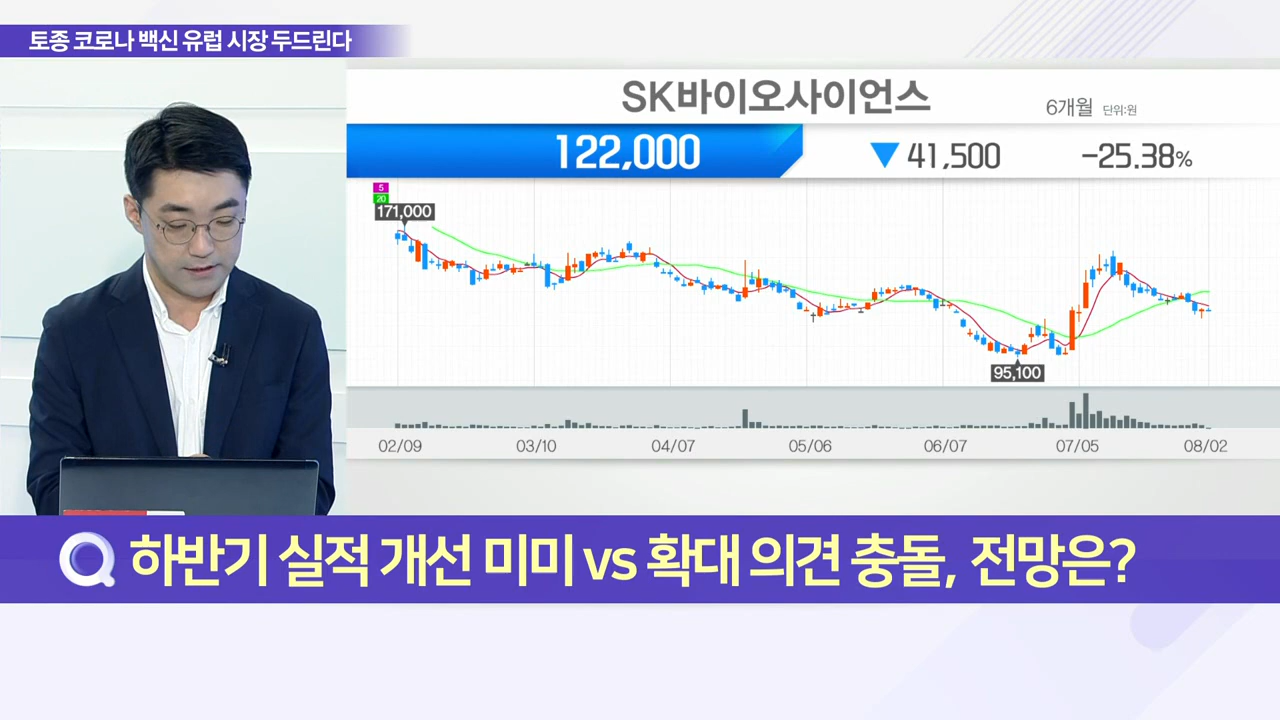 토종 코로나 백신 유럽 시장 두드린다
SK바이오사이언스
6개월 단위:원
122,000 ▼ 41,500 -25.38%
5
20
171,000
95,100
02/09 03/10 04/07 05/06 06/07 07/05 08/02
Q 하반기 실적 개선 미미 vs 확대 의견 충돌, 전망은?